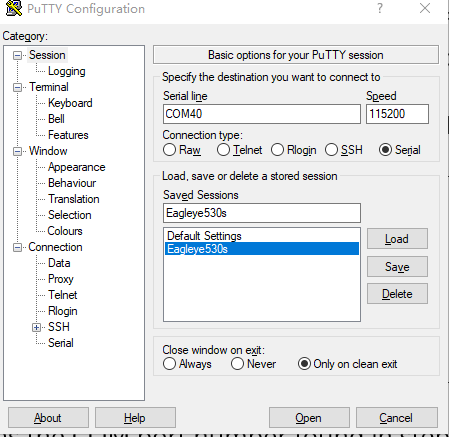 PuTTY Configuration
?
Category:
Session
Logging
Terminal
Keyboard
Bell
Features
Window
Appearance
Behaviour
Translation
Selection
Colours
Connection
Data
Proxy
Telnet
Rlogin
SSH
Serial
Basic options for your PuTTY session
Specify the destination you want to connect to
Serial line Speed
COM40 115200
Connection type:
Raw Telnet Rlogin SSH Serial
Load, save or delete a stored session
Saved Sessions
Eagleye530s
Default Settings
Eagleye530s
Load
Save
Delete
Close window on exit:
Always Never Only on clean exit
About Help Open Cancel